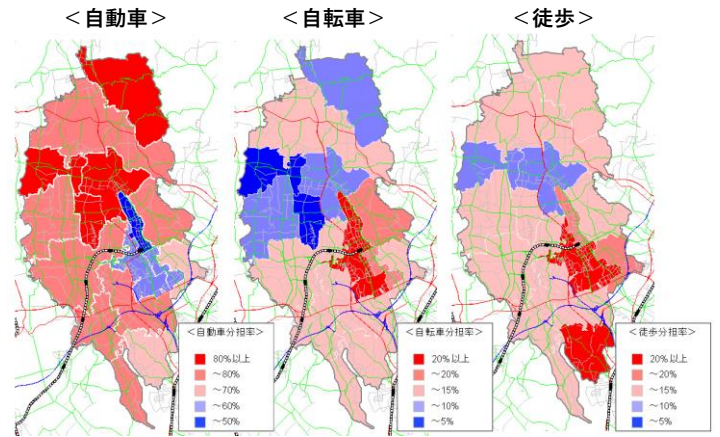 ＜自動車＞
＜自転車＞
＜徒歩＞
＜自動車分担率＞
80%以上
～80%
～70%
～60%
～50%
＜自転車分担率＞
20%以上
～20%
～15%
～10%
～5%
＜徒歩分担率＞
20%以上
～20%
～15%
～10%
～5%